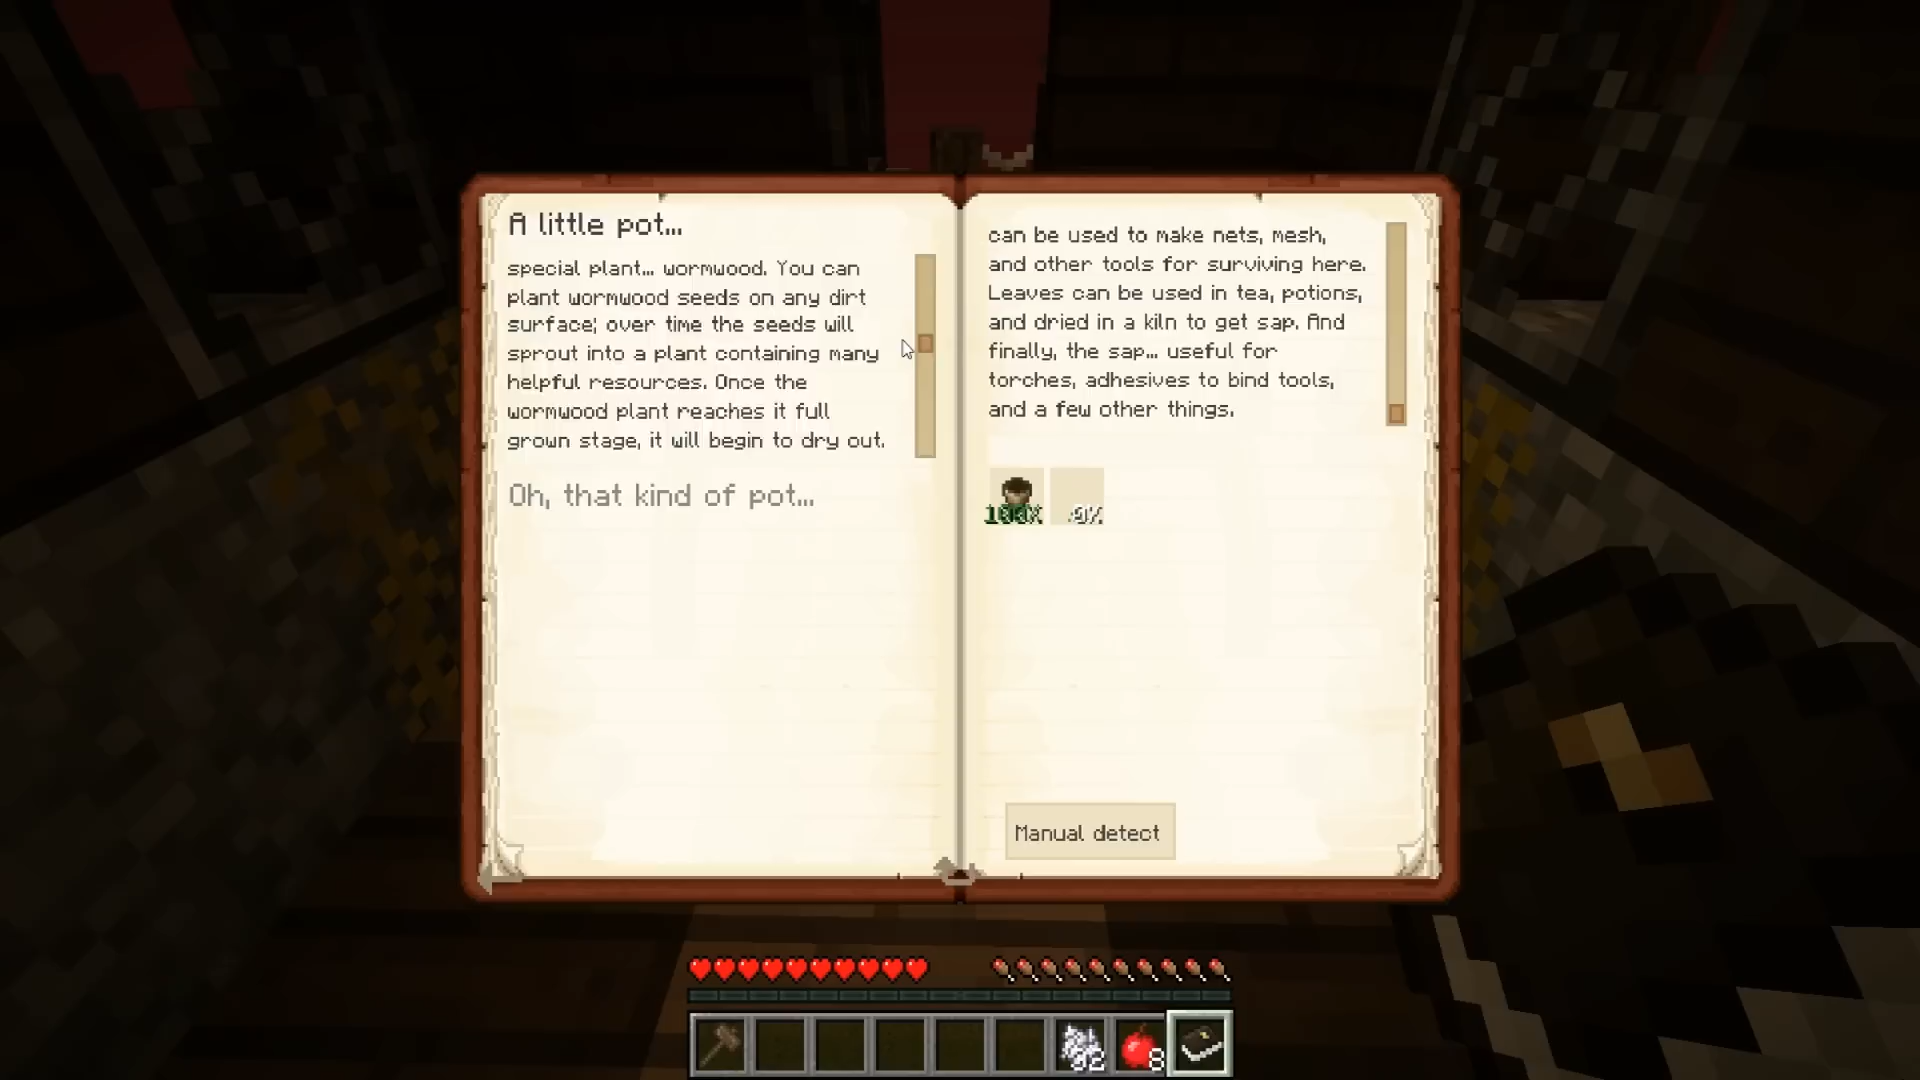 A little pot...
special plant... wormwood. You can
plant wormwood seeds on any dirt
surface; over time the seeds will
sprout into a plant containing many
helpful resources. Once the
wormwood plant reaches it full
grown stage, it will begin to dry out.
Oh, that kind of pot...
can be used to make nets, mesh,
and other tools for surviving here.
Leaves can be used in tea, potions,
and dried in a kiln to get sap. And
finally, the sap... useful for
torches, adhesives to bind tools,
and a few other things.
100% 0%
Manual detect
8